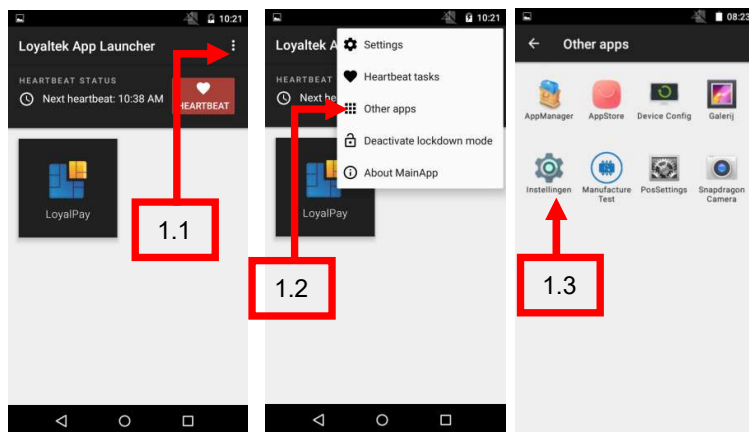 10:21
Loyaltek App Launcher
HEARTBEAT STATUS
Next heartbeat: 10:38 AM
HEARTBEAT
LoyalPay
1.1
10:21
Loyaltek A
Settings
HEARTBEAT
Heartbeat tasks
Next he
Other apps
Deactivate lockdown mode
About MainApp
LoyalPay
1.2
08:23
Other apps
AppManager
AppStore
Device Config
Galerij
Instellingen
Manufacture
Test
PosSettings
Snapdragon
Camera
1.3